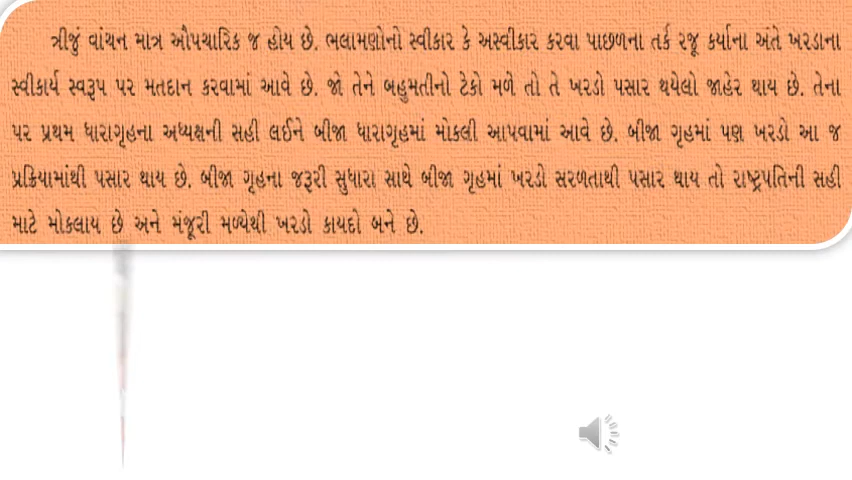 ત્રીજું વાંચન માત્ર ઔપચારિક જ હોય છે. ભલામણોનો સ્વીકાર કે અસ્વીકાર કરવા પાછળના તર્ક રજૂ કર્યાના અંતે ખરડાના
સ્વીકાર્ય સ્વરૂપ પર મતદાન કરવામાં આવે છે. જો તેને બહુમતીનો ટેકો મળે તો તે ખરડો પસાર થયેલો જાહેર થાય છે. તેના
પર પ્રથમ ધારાગૃહના અધ્યક્ષની સહી લઈને બીજા ધારાગૃહમાં મોકલી આપવામાં આવે છે. બીજા ગૃહમાં પણ ખરડો આ જ
પ્રક્રિયામાંથી પસાર થાય છે. બીજા ગૃહના જરૂરી સુધારા સાથે બીજા ગૃહમાં ખરડો સરળતાથી પસાર થાય તો રાષ્ટ્રપતિની સહી
માટે મોકલાય છે અને મંજૂરી મળ્યેથી ખરડો કાયદો બને છે.